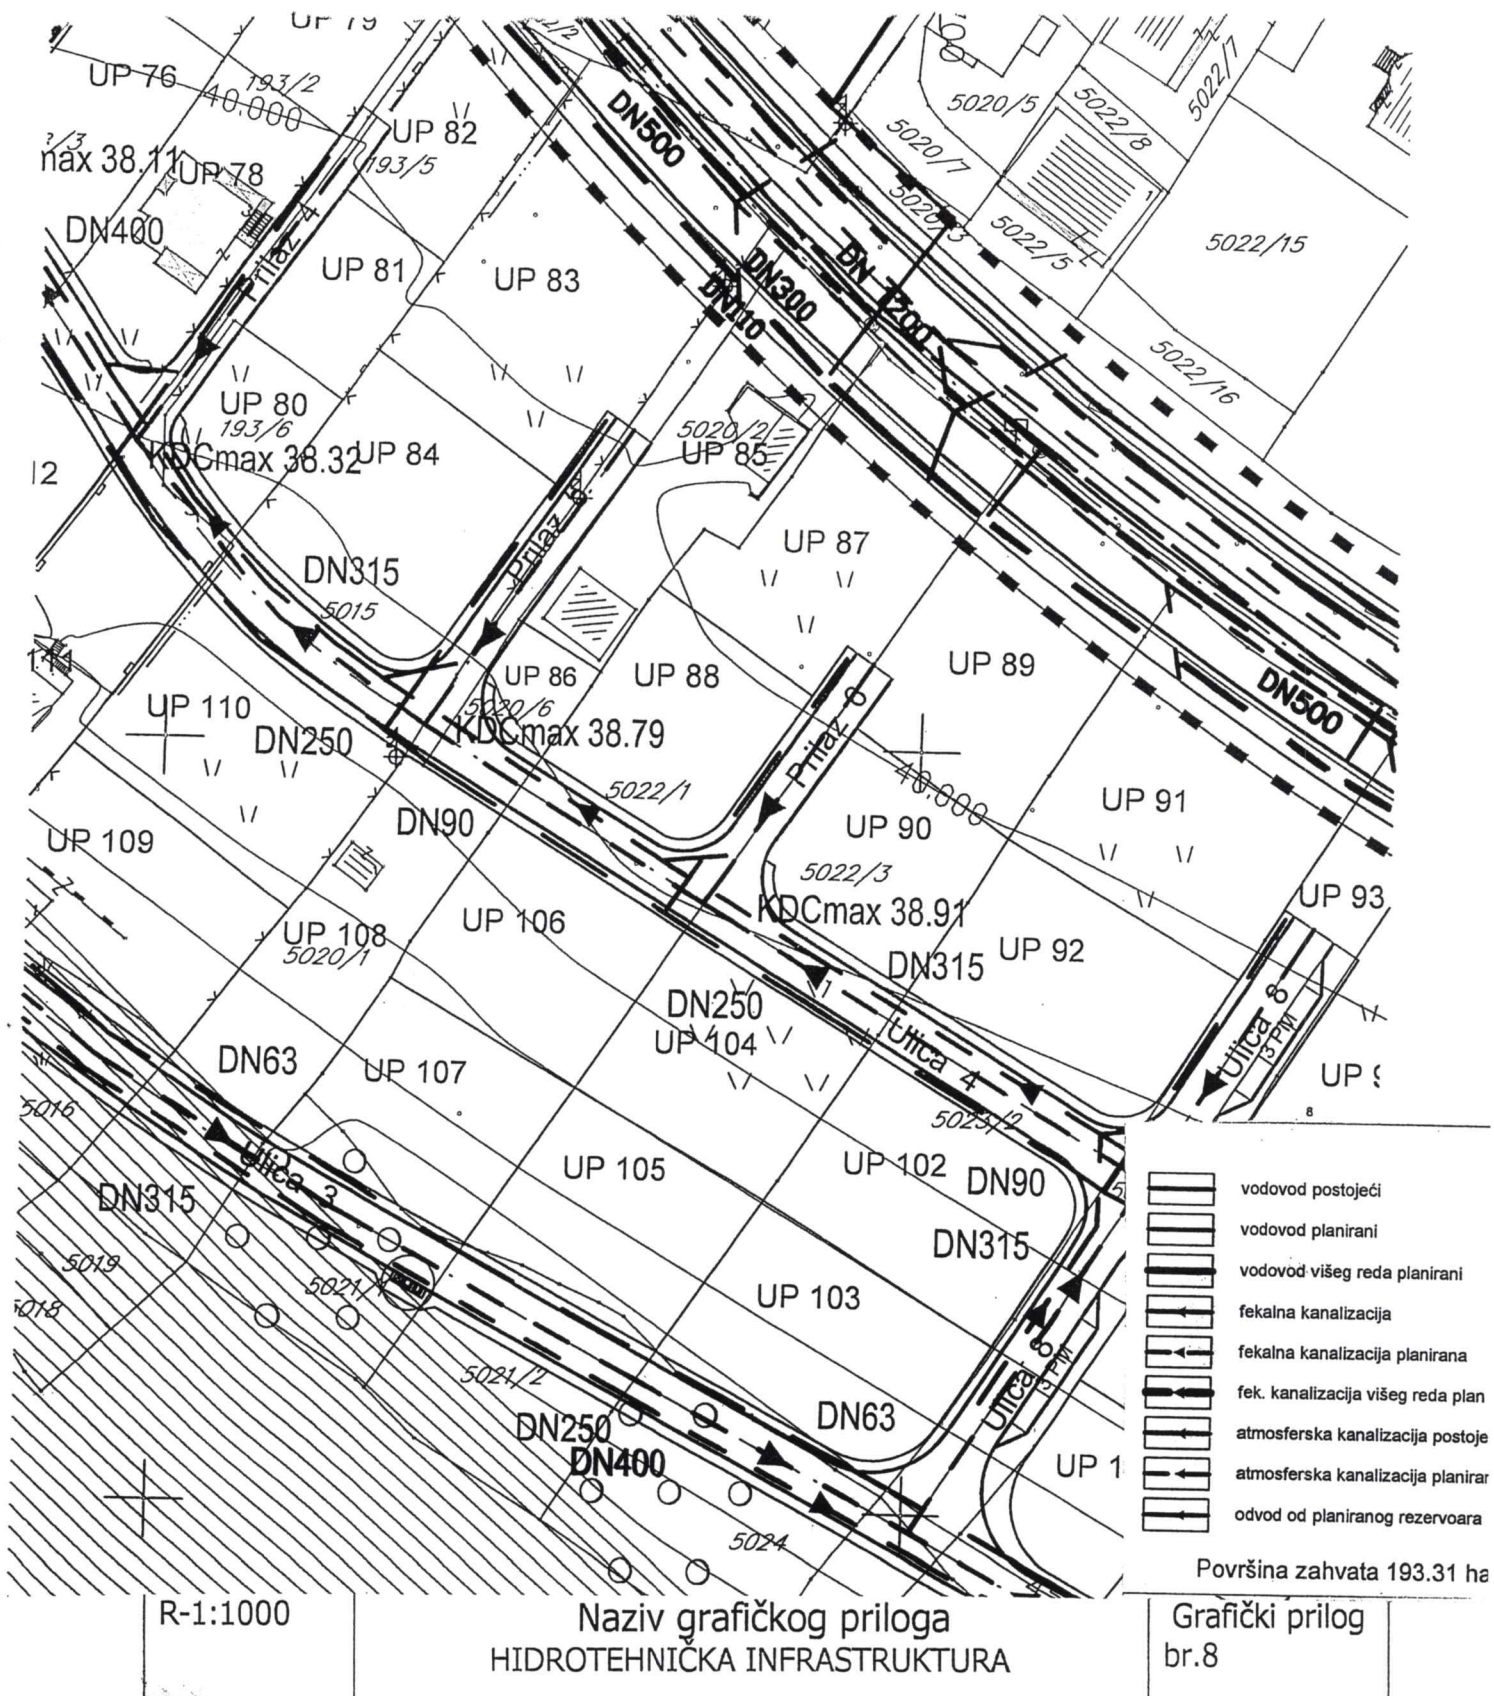 UP 79
UP 76
193/2
40.000
UP 82
193/5
max 38.11
UP 78
DN400
Prilaz 4
UP 81
UP 83
DN500
5020/5
5022/8
5022/7
5020/7
5020/3
5022/5
1
5022/15
DN 1200
DN300
DN110
5022/16
UP 80
193/6
KDCmax 38.32
UP 84
5020/2
UP 85
Prilaz 5
UP 87
DN315
5015
UP 86
5020/6
UP 88
UP 89
DN500
UP 110
DN250
KDCmax 38.79
Prilaz 6
5022/1
40.000
UP 91
UP 90
DN90
UP 109
5022/3
KDCmax 38.91
UP 93
UP 106
UP 108
5020/1
DN315
UP 92
DN250
UP 104
Ulica 4
Ulica 8
3 PM
DN63
UP 107
5023/2
5016
8
UP 105
UP 102
DN90
Ulica 3
DN315
DN315
5019
5021/1
5018
UP 103
5021/2
Ulica 8
3 PM
DN63
DN250
DN400
UP 1
5024
vodovod postojeći
vodovod planirani
vodovod višeg reda planirani
fekalna kanalizacija
fekalna kanalizacija planirana
fek. kanalizacija višeg reda plan
atmosferska kanalizacija postoje
atmosferska kanalizacija planirar
odvod od planiranog rezervoara
Površina zahvata 193.31 ha
R-1:1000
Naziv grafičkog priloga
HIDROTEHNIČKA INFRASTRUKTURA
Grafički prilog
br.8